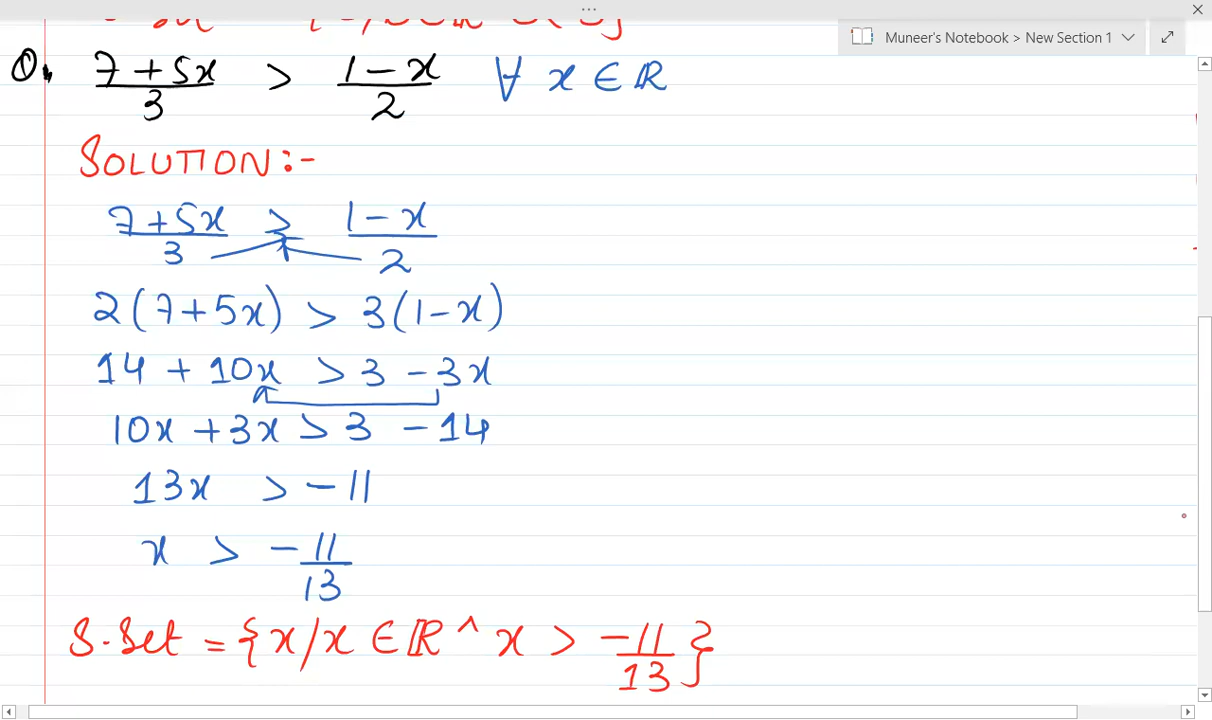 Muneer's Notebook > New Section 1
Q. (7+5x)/3 > (1-x)/2 ∀ x ∈ ℝ
SOLUTION:-
(7+5x)/3 > (1-x)/2
2(7+5x) > 3(1-x)
14 + 10x > 3 - 3x
10x + 3x > 3 - 14
13x > -11
x > -11/13
S.Set = {x/x ∈ ℝ ^ x > -11/13}